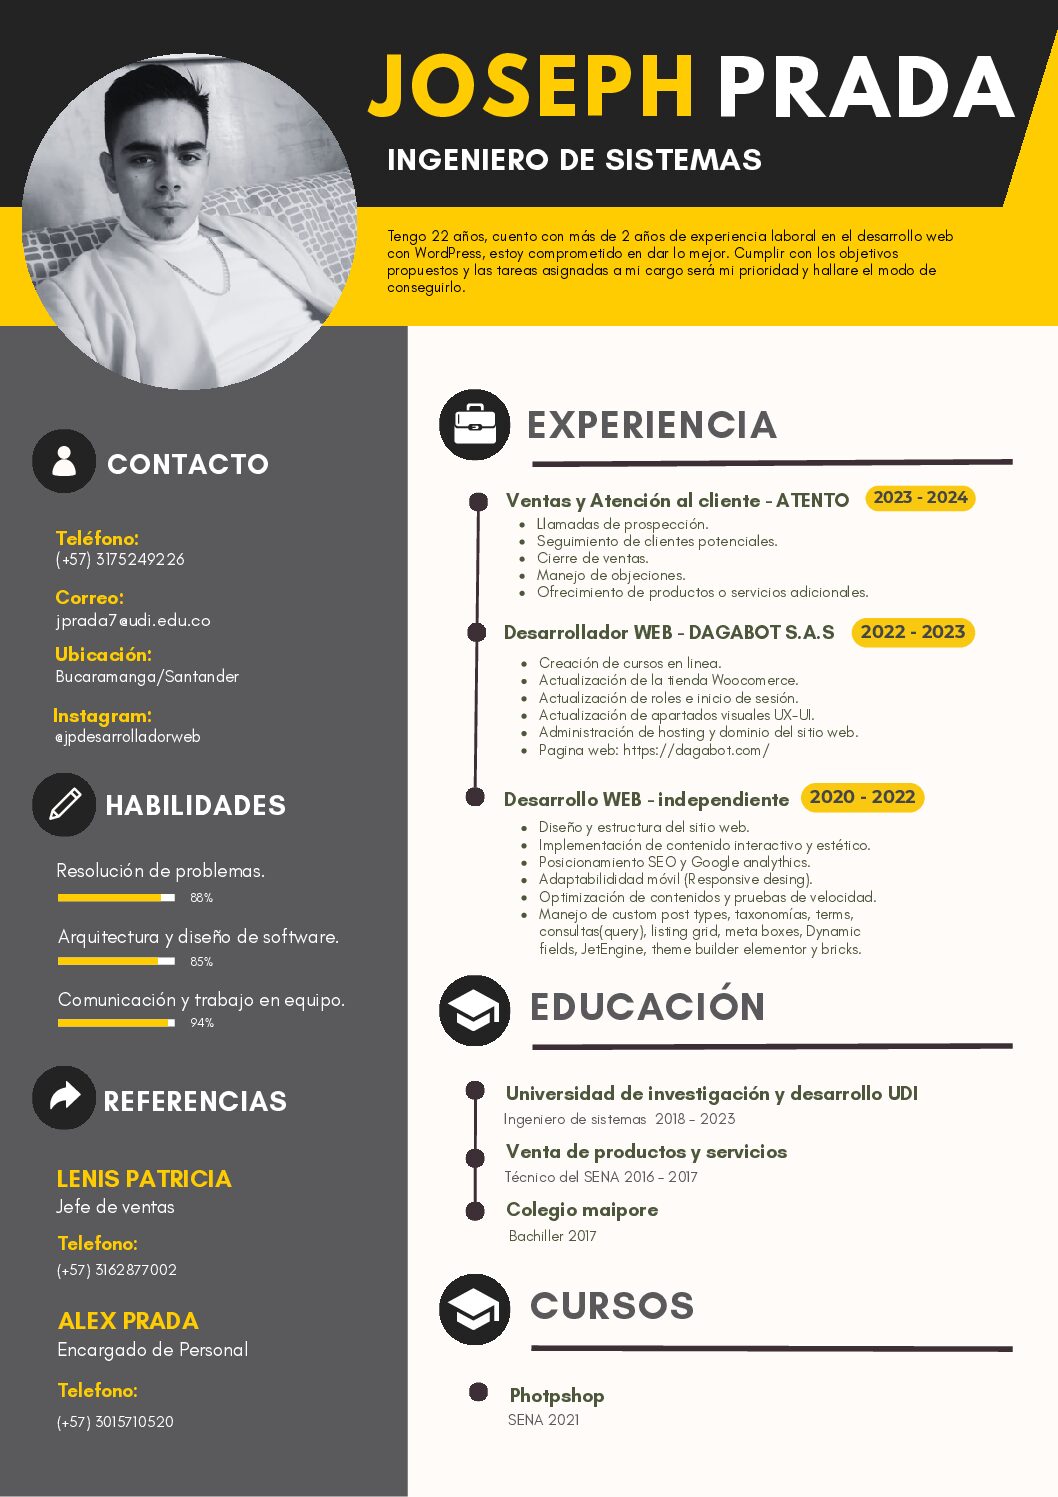 JOSEPH PRADA
INGENIERO DE SISTEMAS
Tengo 22 años, cuento con más de 2 años de experiencia laboral en el desarrollo web
con WordPress, estoy comprometido en dar lo mejor. Cumplir con los objetivos
propuestos y las tareas asignadas a mi cargo será mi prioridad y hallare el modo de
conseguirlo.
CONTACTO
Teléfono:
(+57) 3175249226
Correo:
jprada7@udi.edu.co
Ubicación:
Bucaramanga/Santander
Instagram:
@jpdesarrolladorweb
HABILIDADES
Resolución de problemas.
88%
Arquitectura y diseño de software.
85%
Comunicación y trabajo en equipo.
94%
REFERENCIAS
LENIS PATRICIA
Jefe de ventas
Telefono:
(+57) 3162877002
ALEX PRADA
Encargado de Personal
Telefono:
(+57) 3015710520
EXPERIENCIA
Ventas y Atención al cliente - ATENTO 2023 - 2024
• Llamadas de prospección.
• Seguimiento de clientes potenciales.
• Cierre de ventas.
• Manejo de objeciones.
• Ofrecimiento de productos o servicios adicionales.
Desarrollador WEB - DAGABOT S.A.S 2022 - 2023
• Creación de cursos en linea.
• Actualización de la tienda Woocomerce.
• Actualización de roles e inicio de sesión.
• Actualización de apartados visuales UX-UI.
• Administración de hosting y dominio del sitio web.
• Pagina web: https://dagabot.com/
Desarrollo WEB - independiente 2020 - 2022
• Diseño y estructura del sitio web.
• Implementación de contenido interactivo y estético.
• Posicionamiento SEO y Google analythics.
• Adaptabilididad móvil (Responsive desing).
• Optimización de contenidos y pruebas de velocidad.
• Manejo de custom post types, taxonomías, terms,
consultas(query), listing grid, meta boxes, Dynamic
fields, JetEngine, theme builder elementor y bricks.
EDUCACIÓN
Universidad de investigación y desarrollo UDI
Ingeniero de sistemas 2018 - 2023
Venta de productos y servicios
Técnico del SENA 2016 - 2017
Colegio maipore
Bachiller 2017
CURSOS
Photpshop
SENA 2021